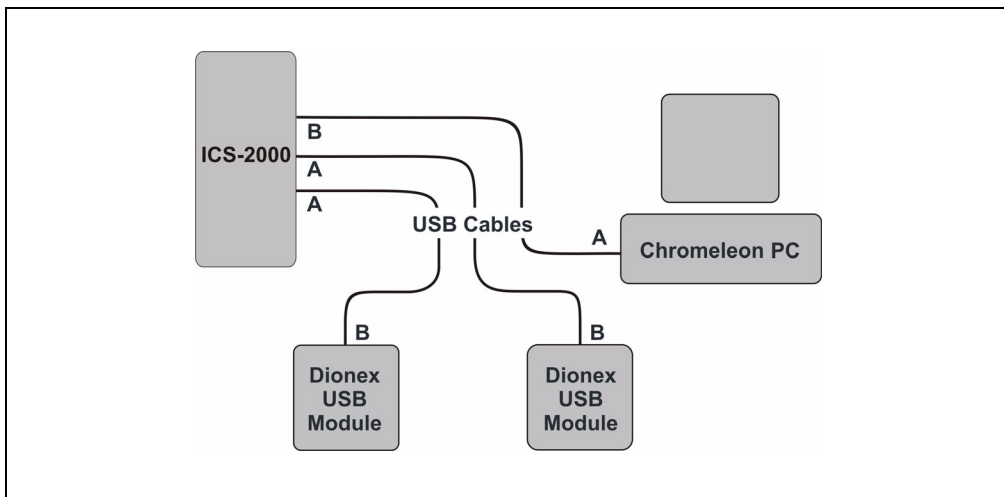 ICS-2000
B
A
A
USB Cables
A
Chromeleon PC
B
B
Dionex
USB
Module
Dionex
USB
Module